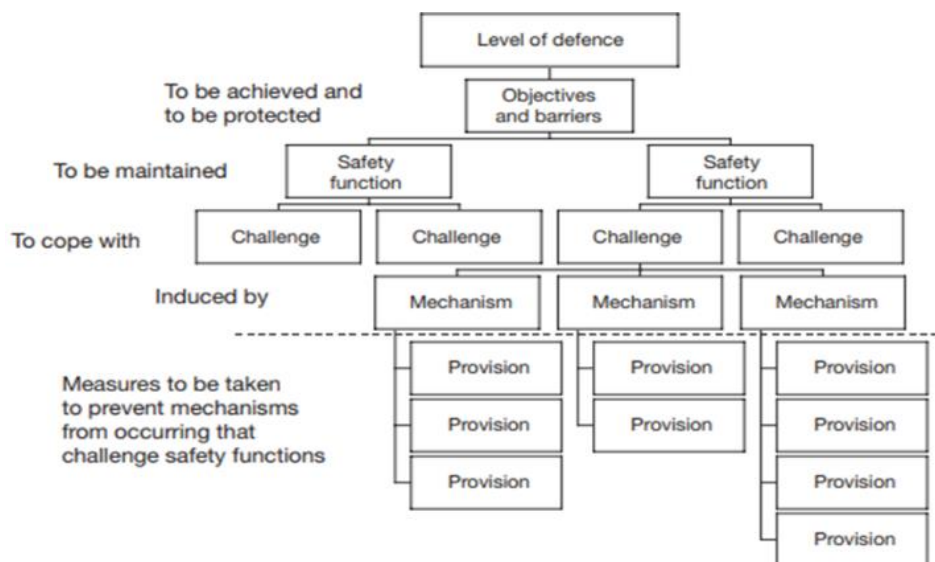 Level of defence
To be achieved and
to be protected
Objectives
and barriers
To be maintained
Safety
function
Safety
function
To cope with
Challenge
Challenge
Challenge
Challenge
Induced by
Mechanism
Mechanism
Mechanism
Measures to be taken
to prevent mechanisms
from occurring that
challenge safety functions
Provision
Provision
Provision
Provision
Provision
Provision
Provision
Provision
Provision